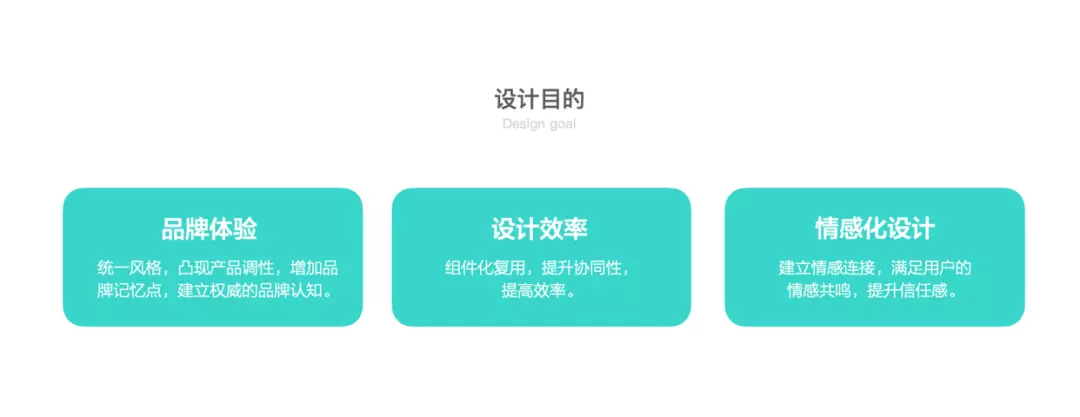 设计目的
Design goal
品牌体验
统一风格，凸现产品调性，增加品
牌记忆点，建立权威的品牌认知。
设计效率
组件化复用，提升协同性，
提高效率。
情感化设计
建立情感连接，满足用户的
情感共鸣，提升信任感。